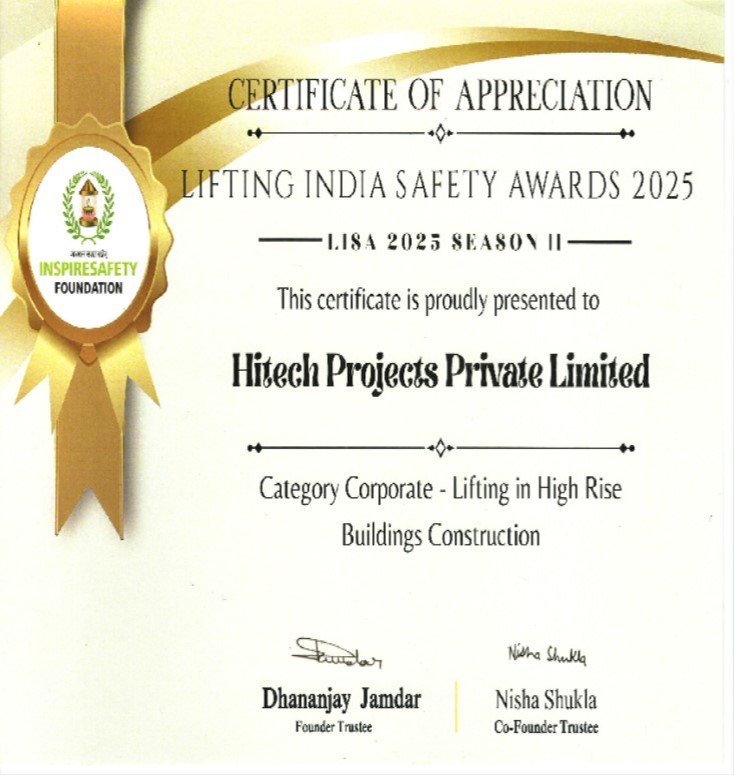 CERTIFICATE OF APPRECIATION
LIFTING INDIA SAFETY AWARDS 2025
LISA 2025 SEASON II
INSPIRESAFETY
FOUNDATION
This certificate is proudly presented to
Hitech Projects Private Limited
Category Corporate - Lifting in High Rise
Buildings Construction
Nisha Shukla
Dhananjay Jamdar
Nisha Shukla
Founder Trustee
Co-Founder Trustee